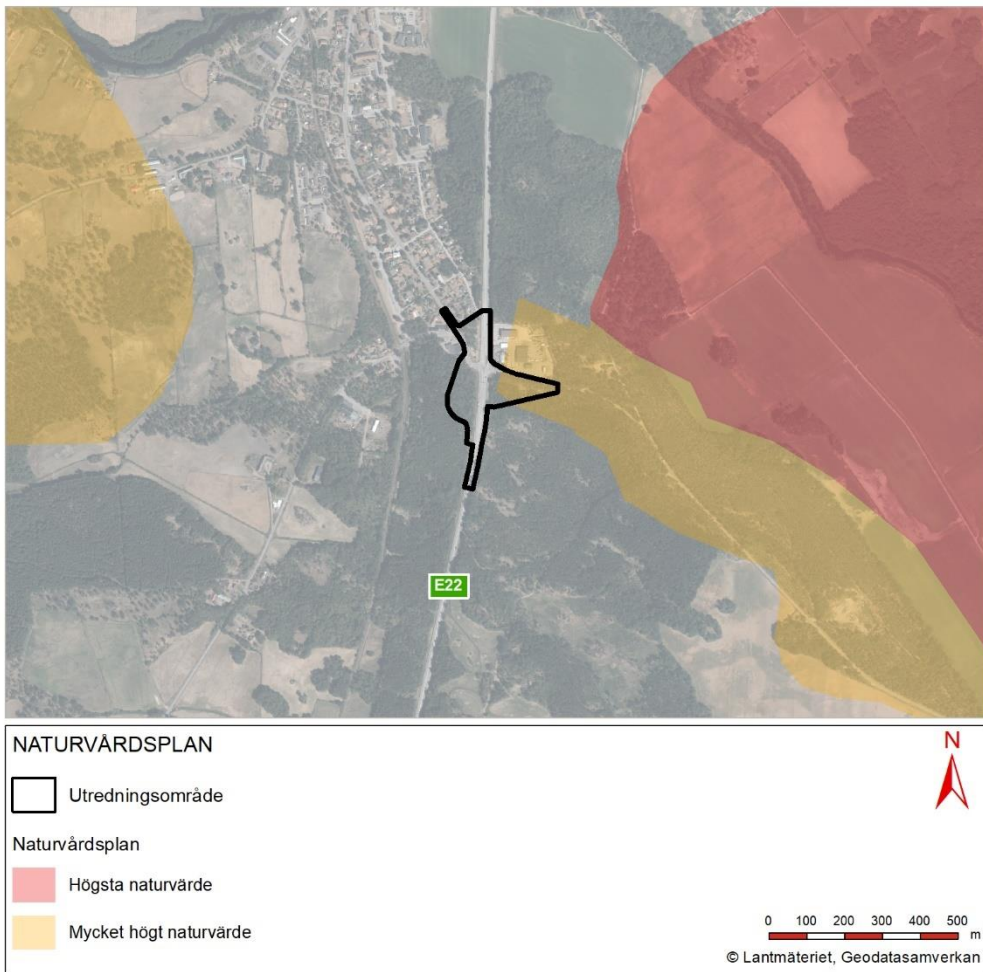 E22
NATURVÅRDSPLAN
N
Utredningsområde
Naturvårdsplan
Högsta naturvärde
Mycket högt naturvärde
0 100 200 300 400 500
m
© Lantmäteriet, Geodatasamverkan